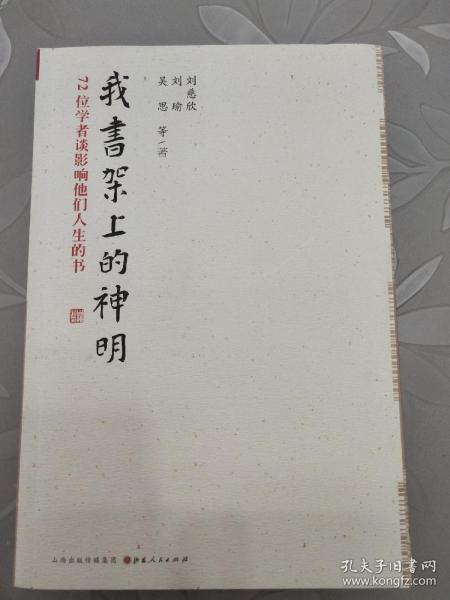 刘慈欣
刘瑜
吴思 等/著
我書架上的神明
72位学者谈影响他们人生的书
山西出版传媒集团 山西人民出版社
孔夫子旧书网
www.kongfz.com